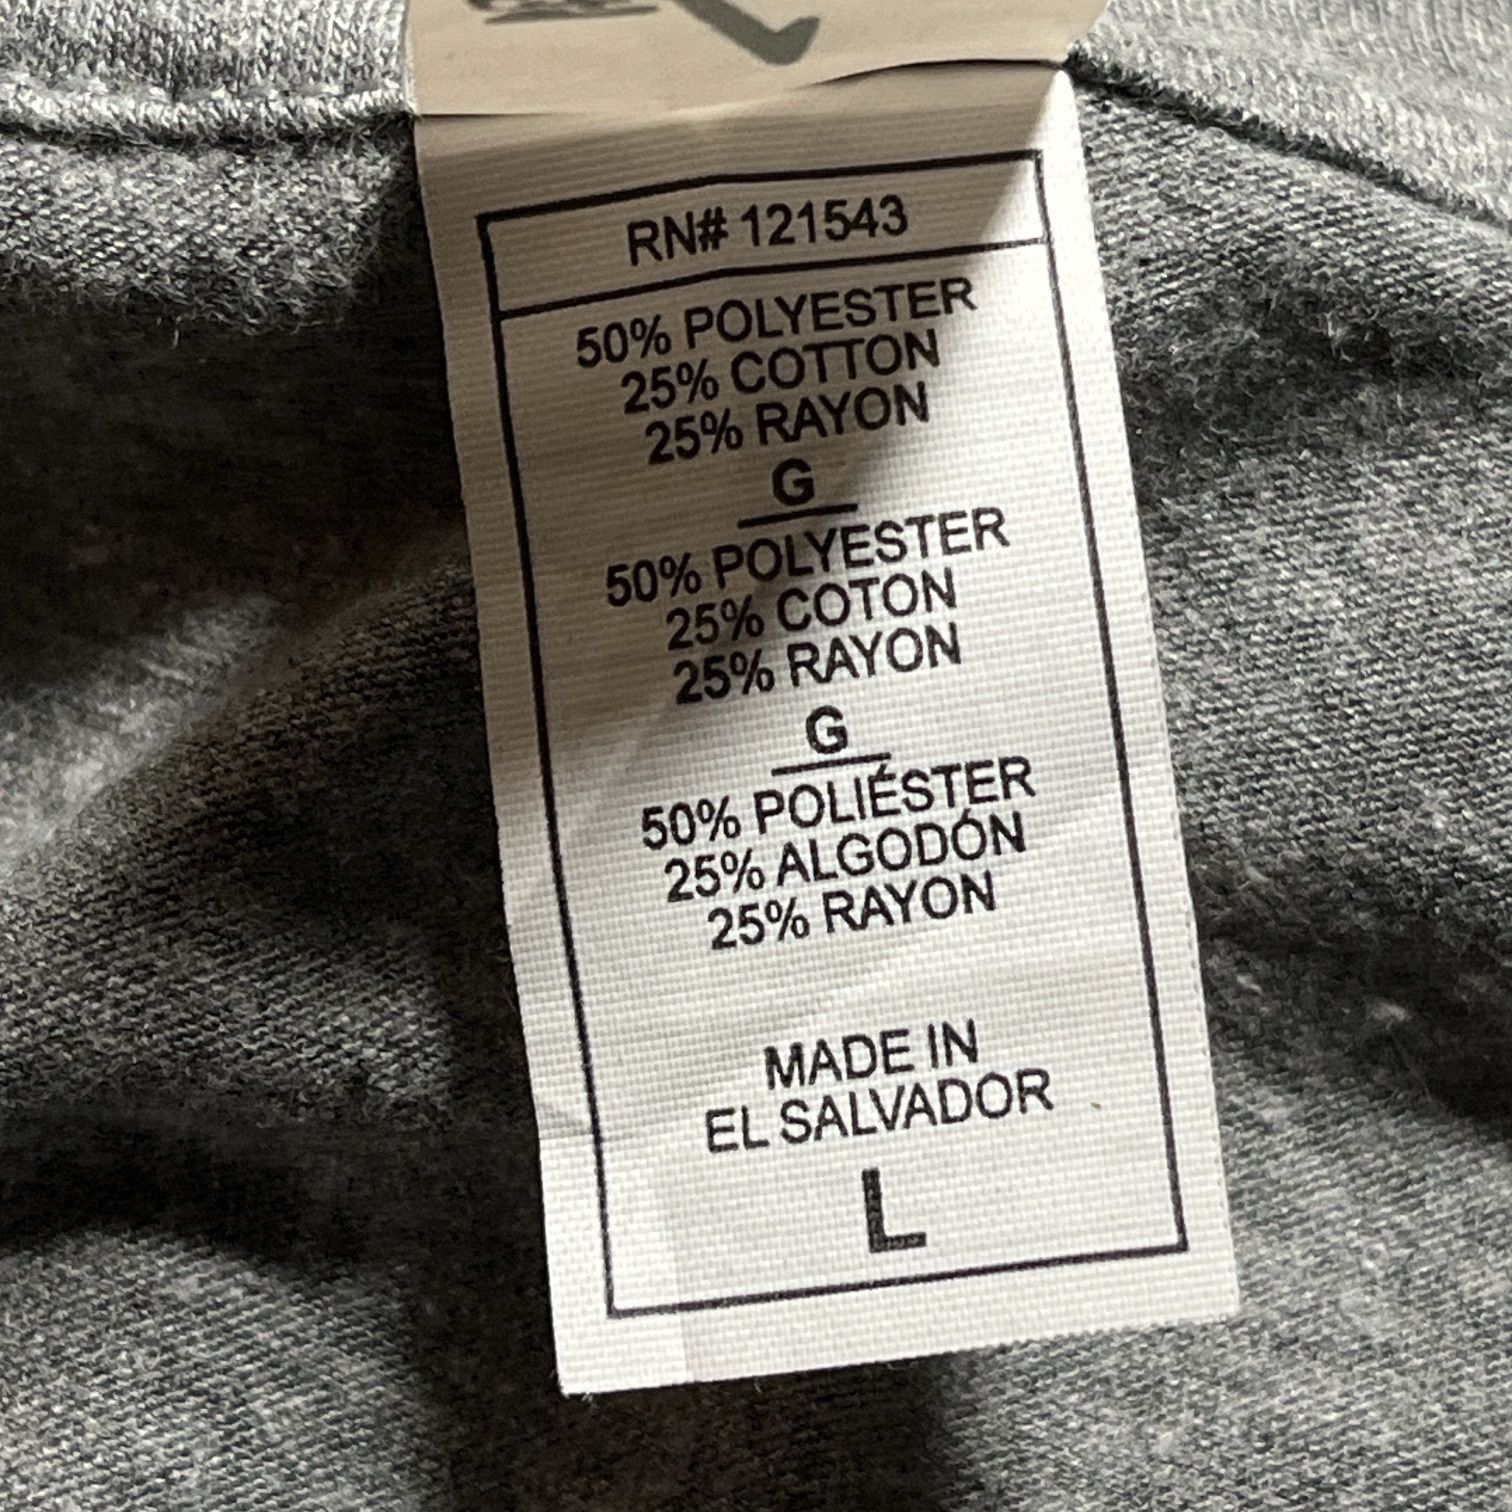 RN# 121543
50% POLYESTER
25% COTTON
25% RAYON
G
50% POLYESTER
25% COTON
25% RAYON
G
50% POLIÉSTER
25% ALGODÓN
25% RAYON
MADE IN
EL SALVADOR
L